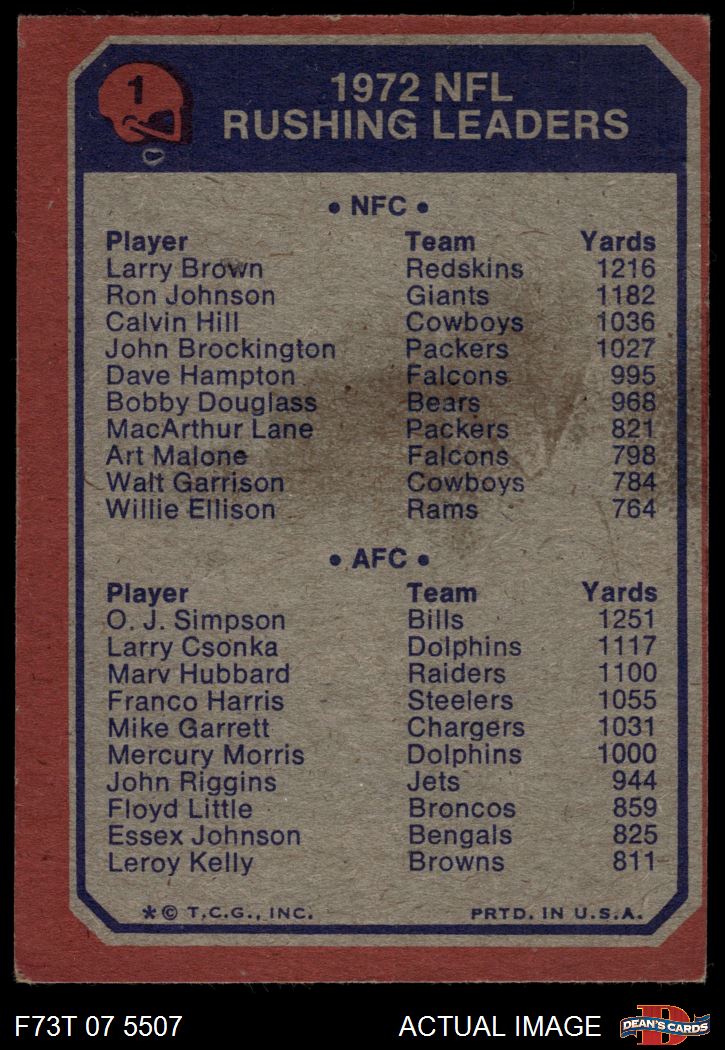 1
1972 NFL
RUSHING LEADERS
• NFC •
Player Team Yards
Larry Brown Redskins 1216
Ron Johnson Giants 1182
Calvin Hill Cowboys 1036
John Brockington Packers 1027
Dave Hampton Falcons 995
Bobby Douglass Bears 968
MacArthur Lane Packers 821
Art Malone Falcons 798
Walt Garrison Cowboys 784
Willie Ellison Rams 764
• AFC •
Player Team Yards
O. J. Simpson Bills 1251
Larry Csonka Dolphins 1117
Marv Hubbard Raiders 1100
Franco Harris Steelers 1055
Mike Garrett Chargers 1031
Mercury Morris Dolphins 1000
John Riggins Jets 944
Floyd Little Broncos 859
Essex Johnson Bengals 825
Leroy Kelly Browns 811
*© T.C.G., INC. PRTD. IN U.S.A.
F73T 07 5507 ACTUAL IMAGE D DEAN'S CARDS